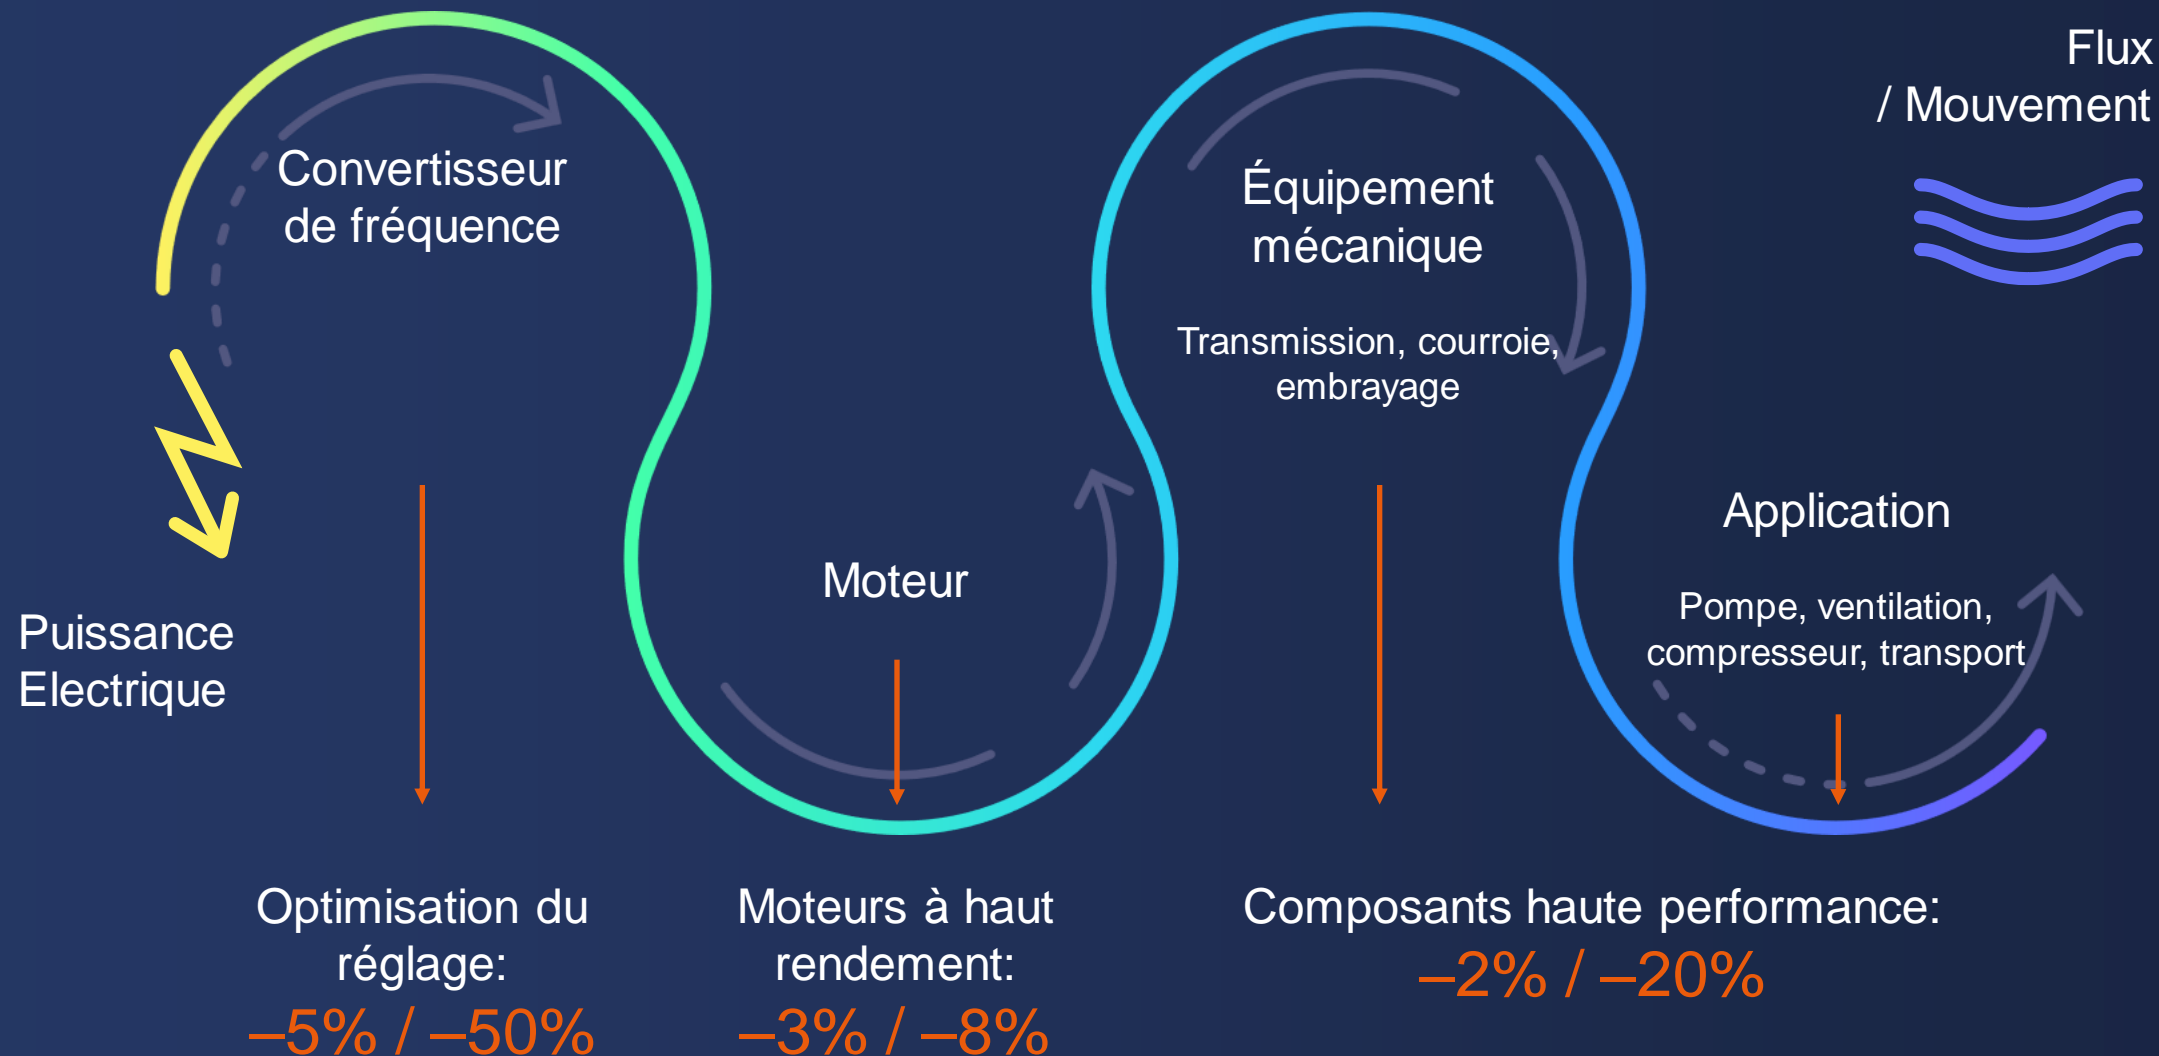 Flux
/ Mouvement
Convertisseur
de fréquence
Équipement
mécanique
Transmission, courroie,
embrayage
Application
Pompe, ventilation,
compresseur, transport
Moteur
Puissance
Electrique
Optimisation du
réglage:
–5% / –50%
Moteurs à haut
rendement:
–3% / –8%
Composants haute performance:
–2% / –20%